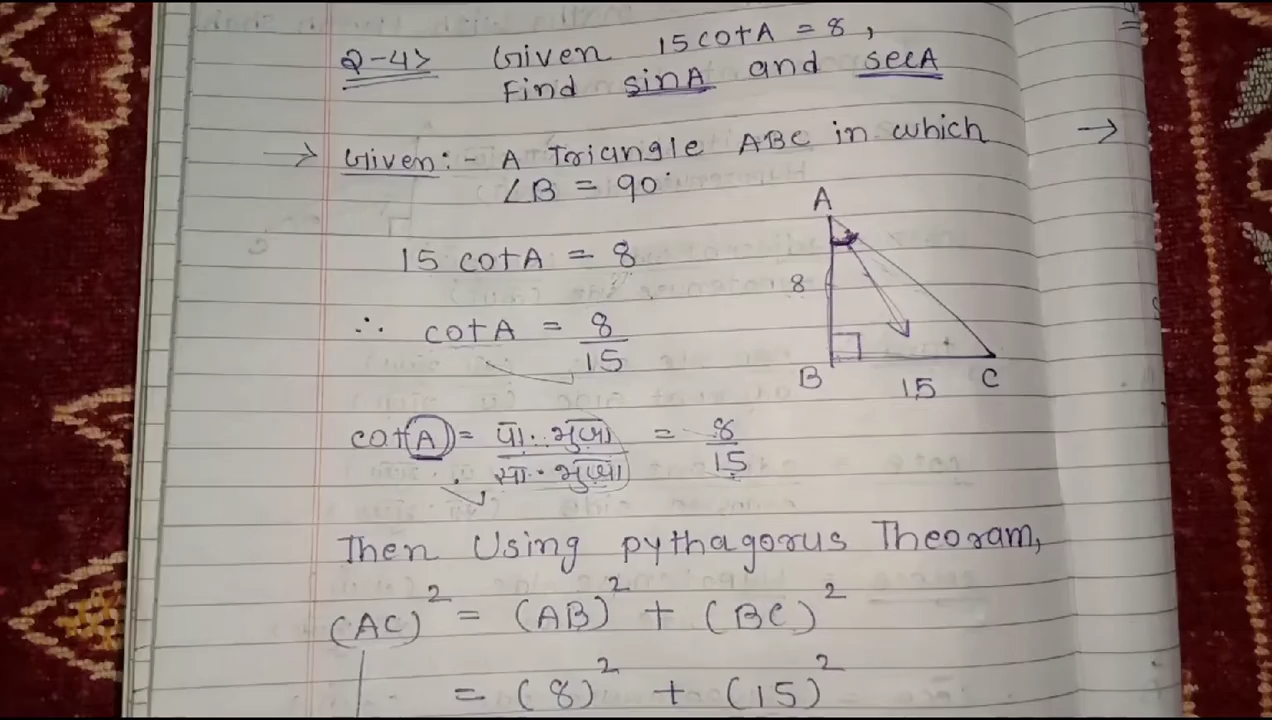 Q-4> Given 15 cotA = 8,
Find sinA and secA
→ Given:- A Triangle ABC in which →
∠B = 90°
A
15 cotA = 8
8
∴ cotA = 8/15
B 15 C
cot(A) = पा. भुजा / सा. भुजा = 8/15
Then Using pythagorus Theoram,
(AC)² = (AB)² + (BC)²
= (8)² + (15)²